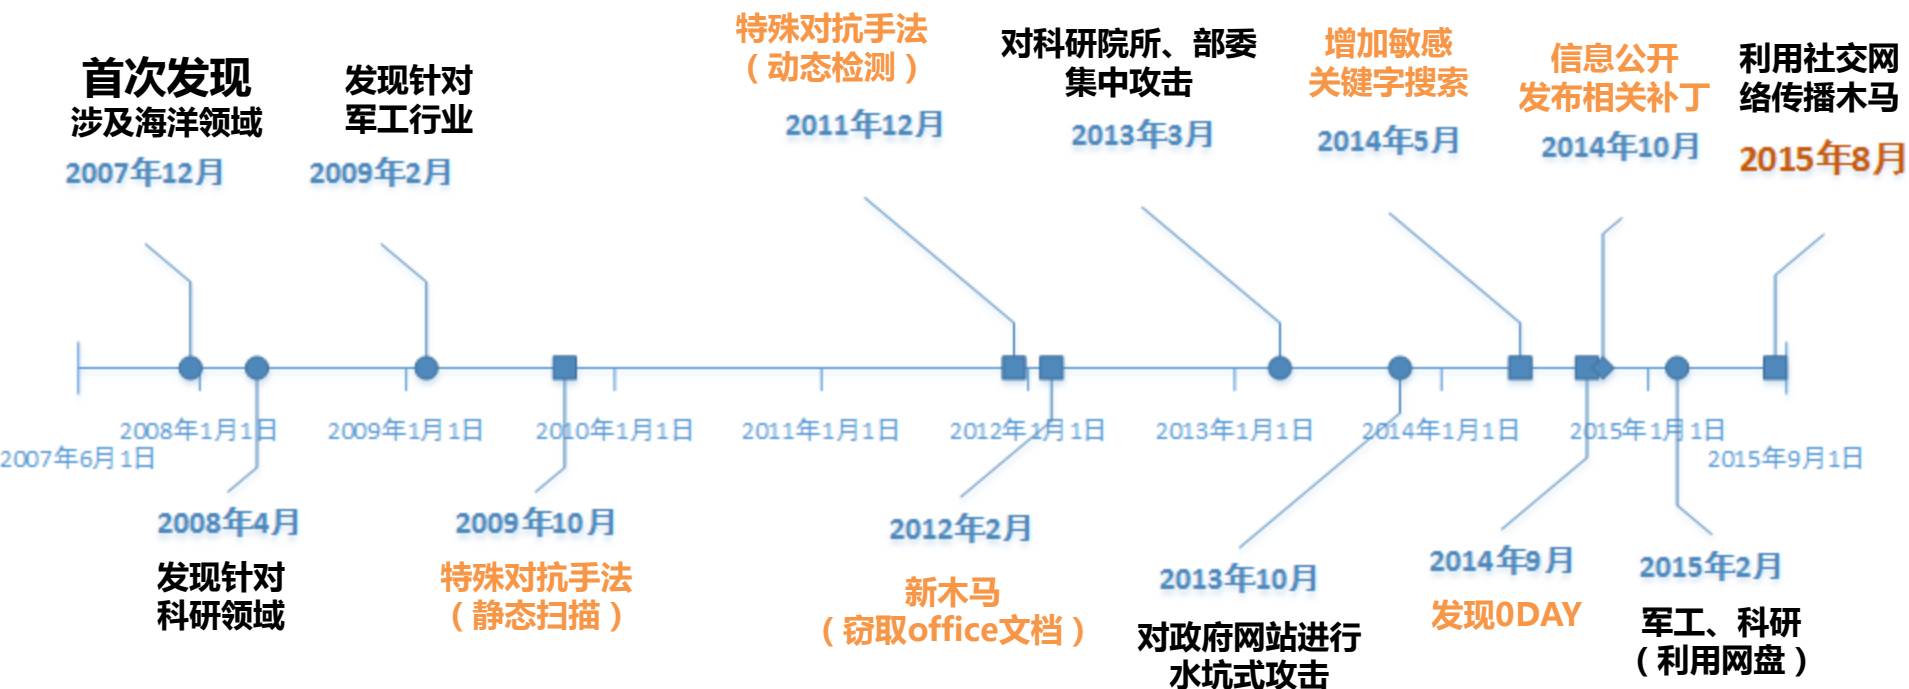 首次发现
涉及海洋领域
2007年12月
发现针对
军工行业
2009年2月
特殊对抗手法
（动态检测）
2011年12月
对科研院所、部委
集中攻击
2013年3月
增加敏感
关键字搜索
2014年5月
信息公开
发布相关补丁
2014年10月
利用社交网
络传播木马
2015年8月
2007年6月1日
2008年1月1日
2009年1月1日
2010年1月1日
2011年1月1日
2012年1月1日
2013年1月1日
2014年1月1日
2015年1月1日
2015年9月1日
2008年4月
发现针对
科研领域
2009年10月
特殊对抗手法
（静态扫描）
2012年2月
新木马
（窃取office文档）
2013年10月
对政府网站进行
水坑式攻击
2014年9月
发现0DAY
2015年2月
军工、科研
（利用网盘）